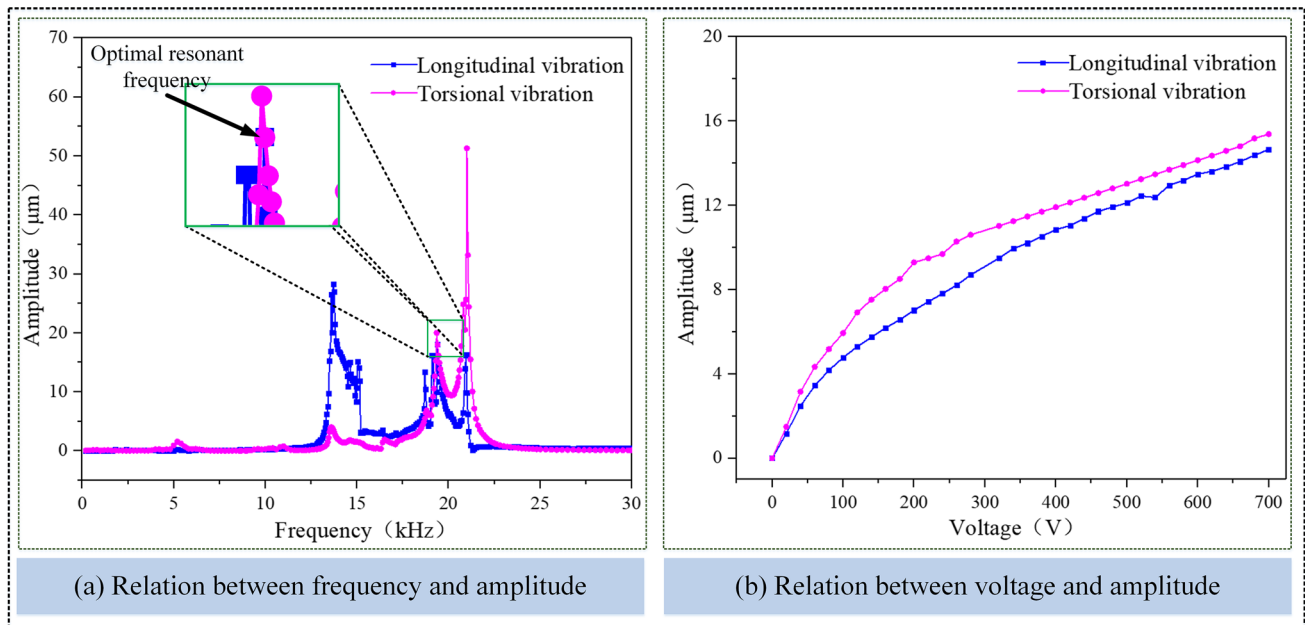 70
60
50
40
30
20
10
0
Amplitude（μm）
Optimal resonant
frequency
Longitudinal vibration
Torsional vibration
0 5 10 15 20 25 30
Frequency（kHz）
(a) Relation between frequency and amplitude
20
16
12
8
4
0
Amplitude（μm）
Longitudinal vibration
Torsional vibration
0 100 200 300 400 500 600 700
Voltage（V）
(b) Relation between voltage and amplitude